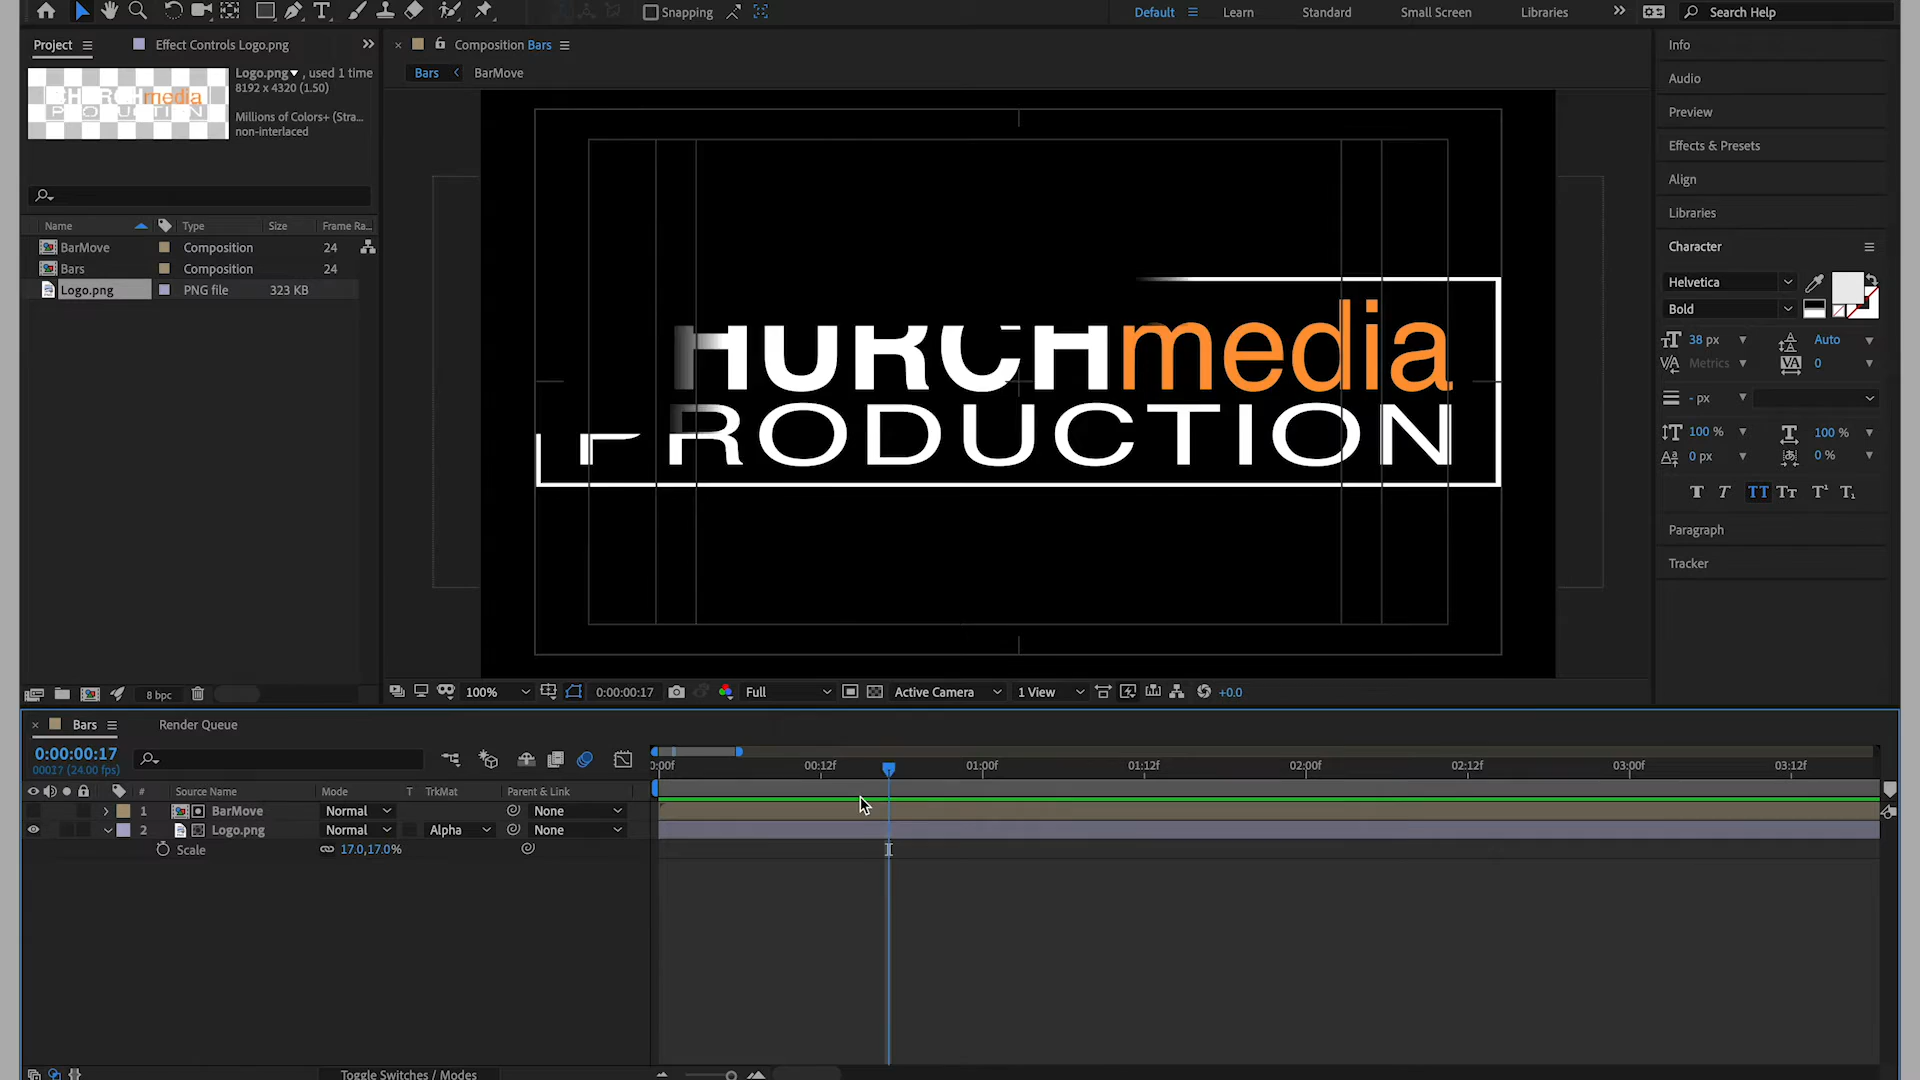 Snapping
Default
Learn
Standard
Small Screen
Libraries
Search Help
Project
Effect Controls Logo.png
Composition Bars
Bars
BarMove
Logo.png , used 1 time
8192 x 4320 (1.50)
Millions of Colors+ (Stra...
non-interlaced
media
PRODUCTION
Name
Type
Size
Frame Ra...
BarMove
Composition
24
Bars
Composition
24
Logo.png
PNG file
323 KB
HURCHmedia
PRODUCTION
Info
Audio
Preview
Effects & Presets
Align
Libraries
Character
Helvetica
Bold
38 px
Auto
Metrics
0
- px
100 %
100 %
0 px
0 %
T T TT Tt T¹ T₁
Paragraph
Tracker
8 bpc
100%
0:00:00:17
Full
Active Camera
1 View
+0.0
Bars
Render Queue
0:00:00:17
00017 (24.00 fps)
0:00f
00:12f
01:00f
01:12f
02:00f
02:12f
03:00f
03:12f
#
Source Name
Mode
T
TrkMat
Parent & Link
1
BarMove
Normal
None
2
Logo.png
Normal
Alpha
None
Scale
17.0,17.0%
Toggle Switches / Modes